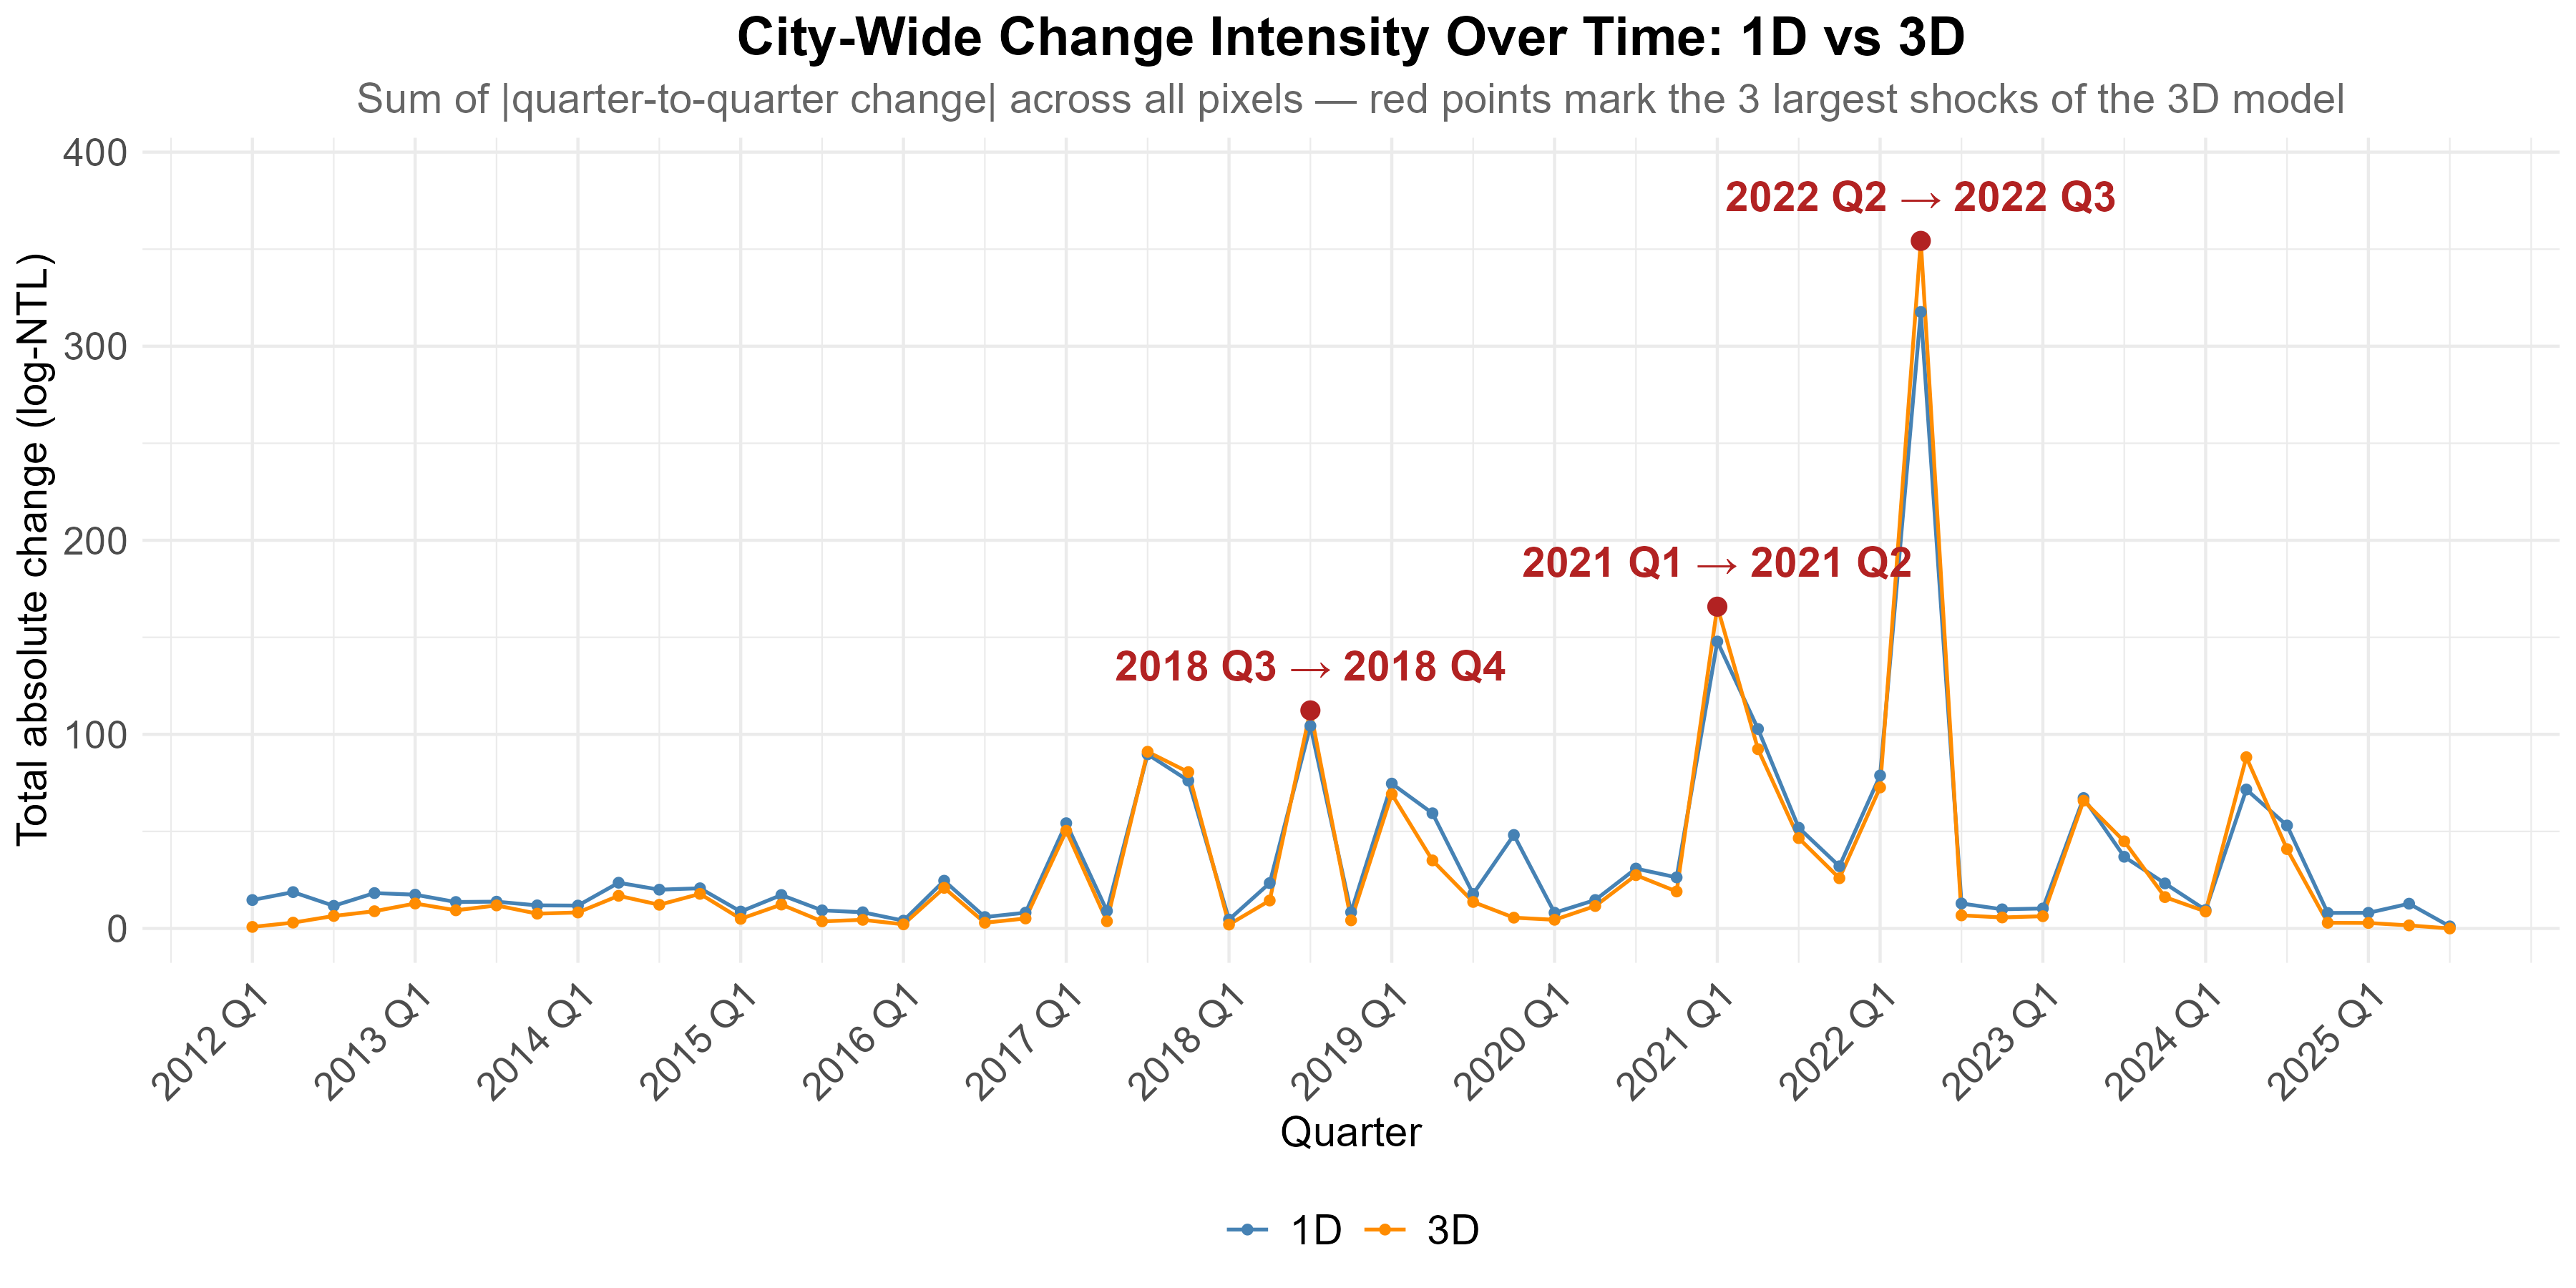 City-Wide Change Intensity Over Time: 1D vs 3D
Sum of |quarter-to-quarter change| across all pixels — red points mark the 3 largest shocks of the 3D model
Total absolute change (log-NTL)
400
300
200
100
0
2022 Q2 → 2022 Q3
2021 Q1 → 2021 Q2
2018 Q3 → 2018 Q4
2012 Q1
2013 Q1
2014 Q1
2015 Q1
2016 Q1
2017 Q1
2018 Q1
2019 Q1
2020 Q1
2021 Q1
2022 Q1
2023 Q1
2024 Q1
2025 Q1
Quarter
1D 3D